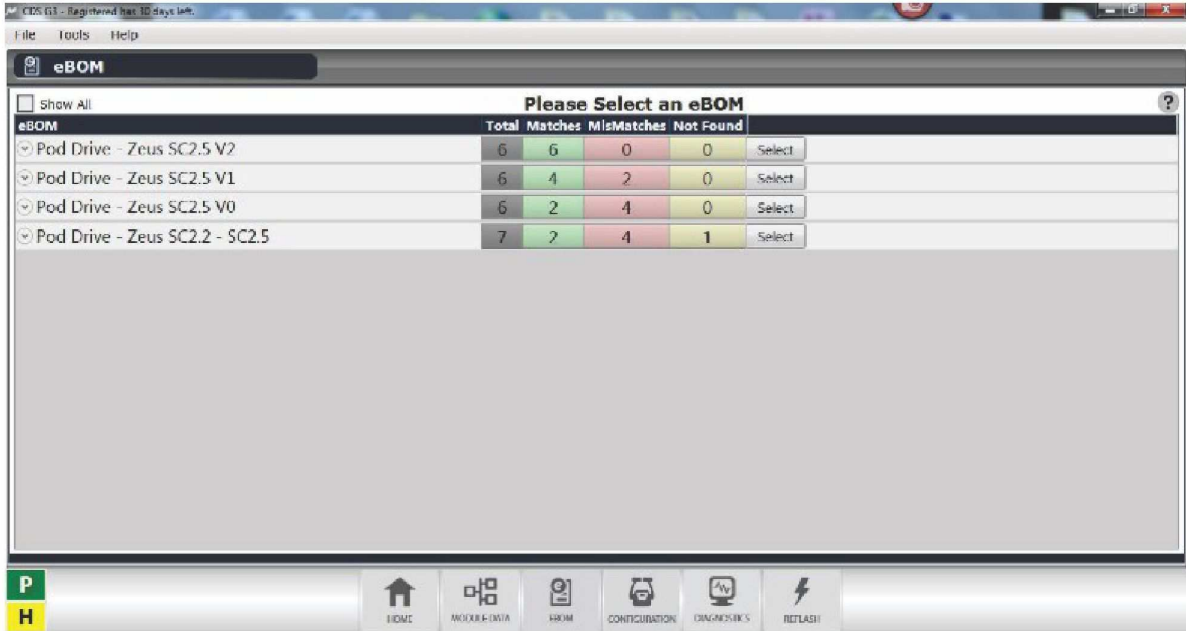 CDS G3 - Registered has 30 days left.
File Tools Help
eBOM
Show All Please Select an eBOM ?
eBOM Total Matches MisMatches Not Found
Pod Drive - Zeus SC2.5 V2 6 6 0 0 Select
Pod Drive - Zeus SC2.5 V1 6 4 2 0 Select
Pod Drive - Zeus SC2.5 V0 6 2 4 0 Select
Pod Drive - Zeus SC2.2 - SC2.5 7 2 4 1 Select
P
H
HOME MODULE DATA EBOM CONFIGURATION DIAGNOSTICS REFLASH